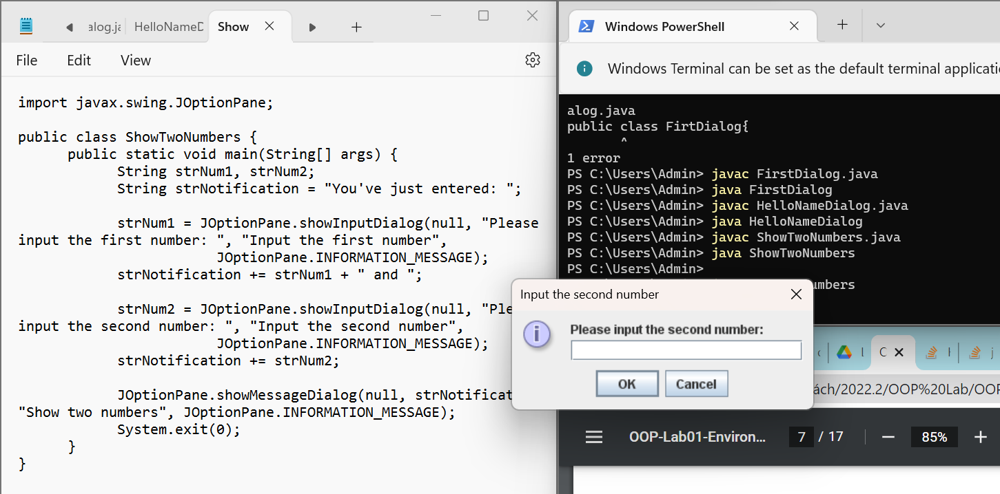 alog.ja
HelloNameD
Show
File
Edit
View
import javax.swing.JOptionPane;
public class ShowTwoNumbers {
public static void main(String[] args) {
String strNum1, strNum2;
String strNotification = "You've just entered: ";
strNum1 = JOptionPane.showInputDialog(null, "Please
input the first number: ", "Input the first number",
JOptionPane.INFORMATION_MESSAGE);
strNotification += strNum1 + " and ";
strNum2 = JOptionPane.showInputDialog(null, "Ple
input the second number: ", "Input the second number",
JOptionPane.INFORMATION_MESSAGE);
strNotification += strNum2;
JOptionPane.showMessageDialog(null, strNotificat
"Show two numbers", JOptionPane.INFORMATION_MESSAGE);
System.exit(0);
}
}
Windows PowerShell
Windows Terminal can be set as the default terminal applicati
alog.java
public class FirtDialog{
^
1 error
PS C:\Users\Admin> javac FirstDialog.java
PS C:\Users\Admin> java FirstDialog
PS C:\Users\Admin> javac HelloNameDialog.java
PS C:\Users\Admin> java HelloNameDialog
PS C:\Users\Admin> javac ShowTwoNumbers.java
PS C:\Users\Admin> java ShowTwoNumbers
PS C:\Users\Admin>
umbers
Input the second number
Please input the second number:
OK
Cancel
ách/2022.2/OOP%20Lab/OOP
OOP-Lab01-Environ...
7 / 17
85%